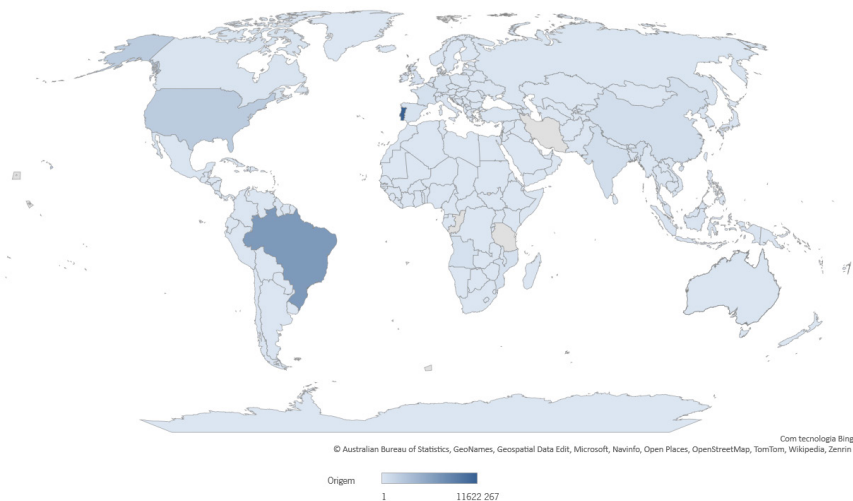 Com tecnologia Bing
© Australian Bureau of Statistics, GeoNames, Geospatial Data Edit, Microsoft, Navinfo, Open Places, OpenStreetMap, TomTom, Wikipedia, Zenrin
Origem
1 11622 267